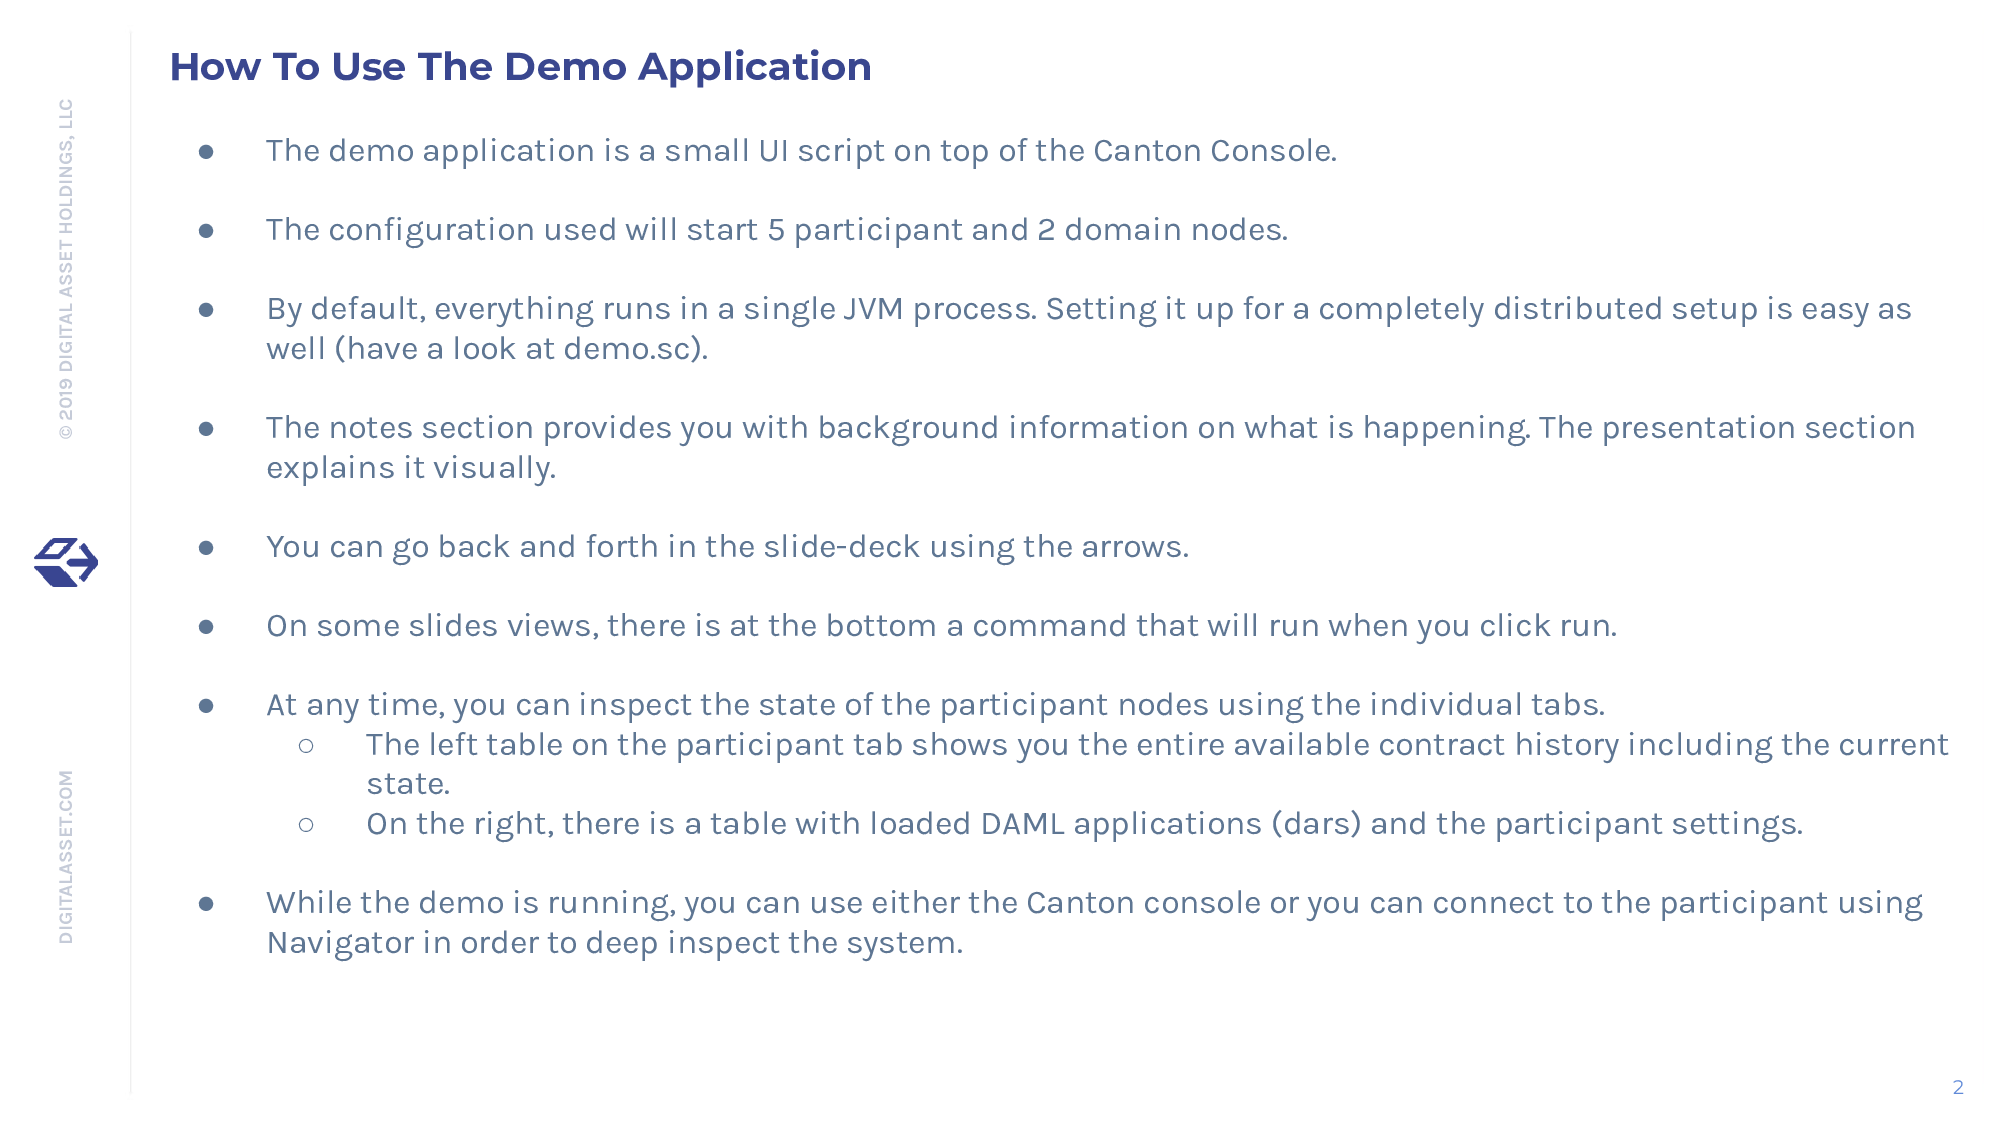 How To Use The Demo Application
● The demo application is a small UI script on top of the Canton Console.
● The configuration used will start 5 participant and 2 domain nodes.
● By default, everything runs in a single JVM process. Setting it up for a completely distributed setup is easy as
well (have a look at demo.sc).
● The notes section provides you with background information on what is happening. The presentation section
explains it visually.
● You can go back and forth in the slide-deck using the arrows.
● On some slides views, there is at the bottom a command that will run when you click run.
● At any time, you can inspect the state of the participant nodes using the individual tabs.
○ The left table on the participant tab shows you the entire available contract history including the current
state.
○ On the right, there is a table with loaded DAML applications (dars) and the participant settings.
● While the demo is running, you can use either the Canton console or you can connect to the participant using
Navigator in order to deep inspect the system.
© 2019 DIGITAL ASSET HOLDINGS, LLC
DIGITALASSET.COM
2